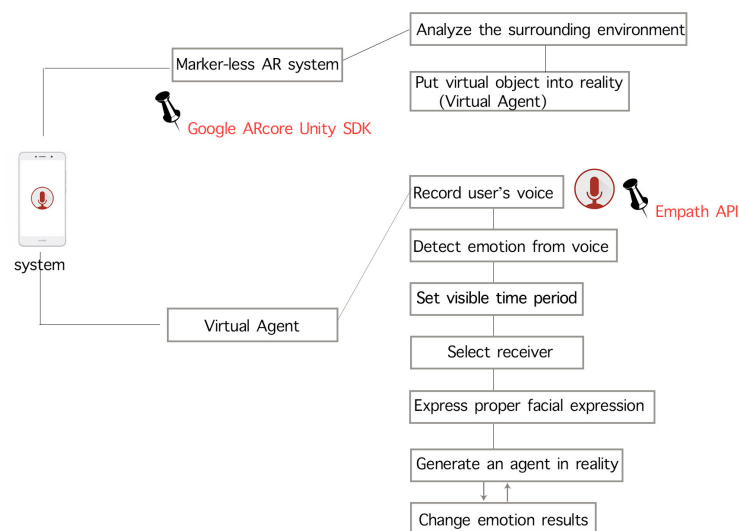 Analyze the surrounding environment
Marker-less AR system
Put virtual object into reality
(Virtual Agent)
Google ARcore Unity SDK
system
Record user's voice
Empath API
Detect emotion from voice
Set visible time period
Virtual Agent
Select receiver
Express proper facial expression
Generate an agent in reality
Change emotion results